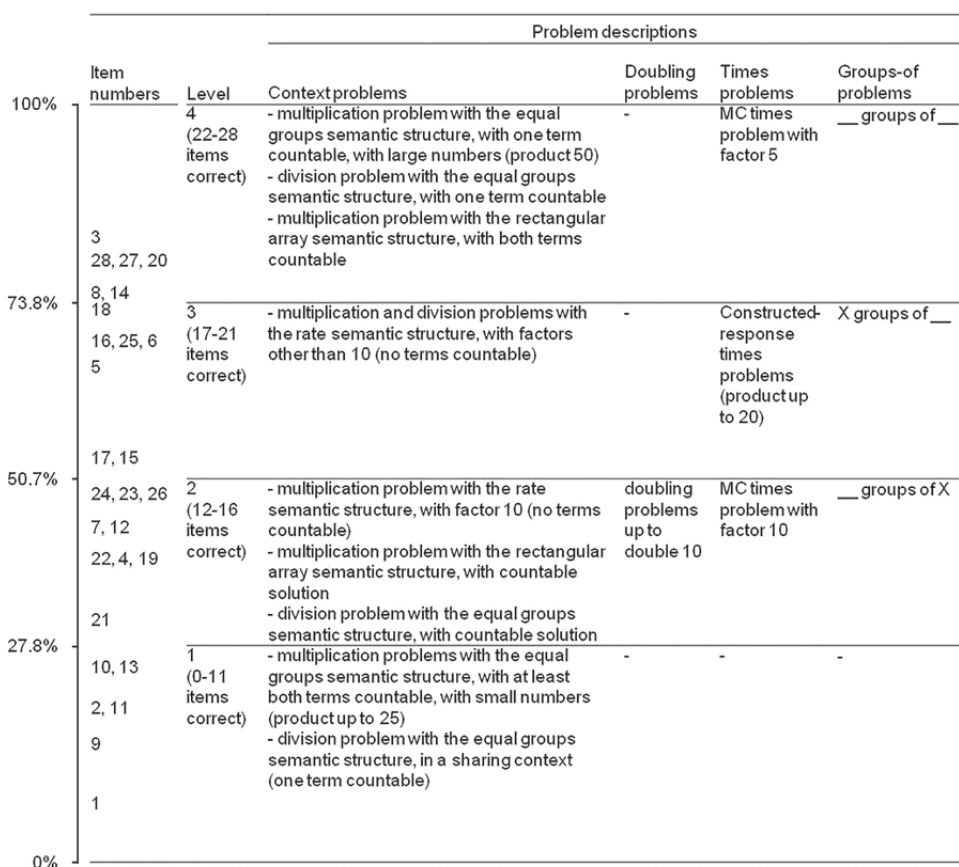 Problem descriptions
Item numbers
Level
Context problems
Doubling problems
Times problems
Groups-of problems
100%
4
(22-28
items
correct)
- multiplication problem with the equal
groups semantic structure, with one term
countable, with large numbers (product 50)
- division problem with the equal groups
semantic structure, with one term countable
- multiplication problem with the rectangular
array semantic structure, with both terms
countable
-
MC times
problem with
factor 5
__ groups of __
3
28, 27, 20
8, 14
73.8%
18
16, 25, 6
5
17, 15
3
(17-21
items
correct)
- multiplication and division problems with
the rate semantic structure, with factors
other than 10 (no terms countable)
-
Constructed-
response
times
problems
(product up
to 20)
X groups of __
50.7%
24, 23, 26
7, 12
22, 4, 19
21
2
(12-16
items
correct)
- multiplication problem with the rate
semantic structure, with factor 10 (no terms
countable)
- multiplication problem with the rectangular
array semantic structure, with countable
solution
- division problem with the equal groups
semantic structure, with countable solution
doubling
problems
up to
double 10
MC times
problem with
factor 10
__ groups of X
27.8%
10, 13
2, 11
9
1
1
(0-11
items
correct)
- multiplication problems with the equal
groups semantic structure, with at least
both terms countable, with small numbers
(product up to 25)
- division problem with the equal groups
semantic structure, in a sharing context
(one term countable)
-
-
-
0%